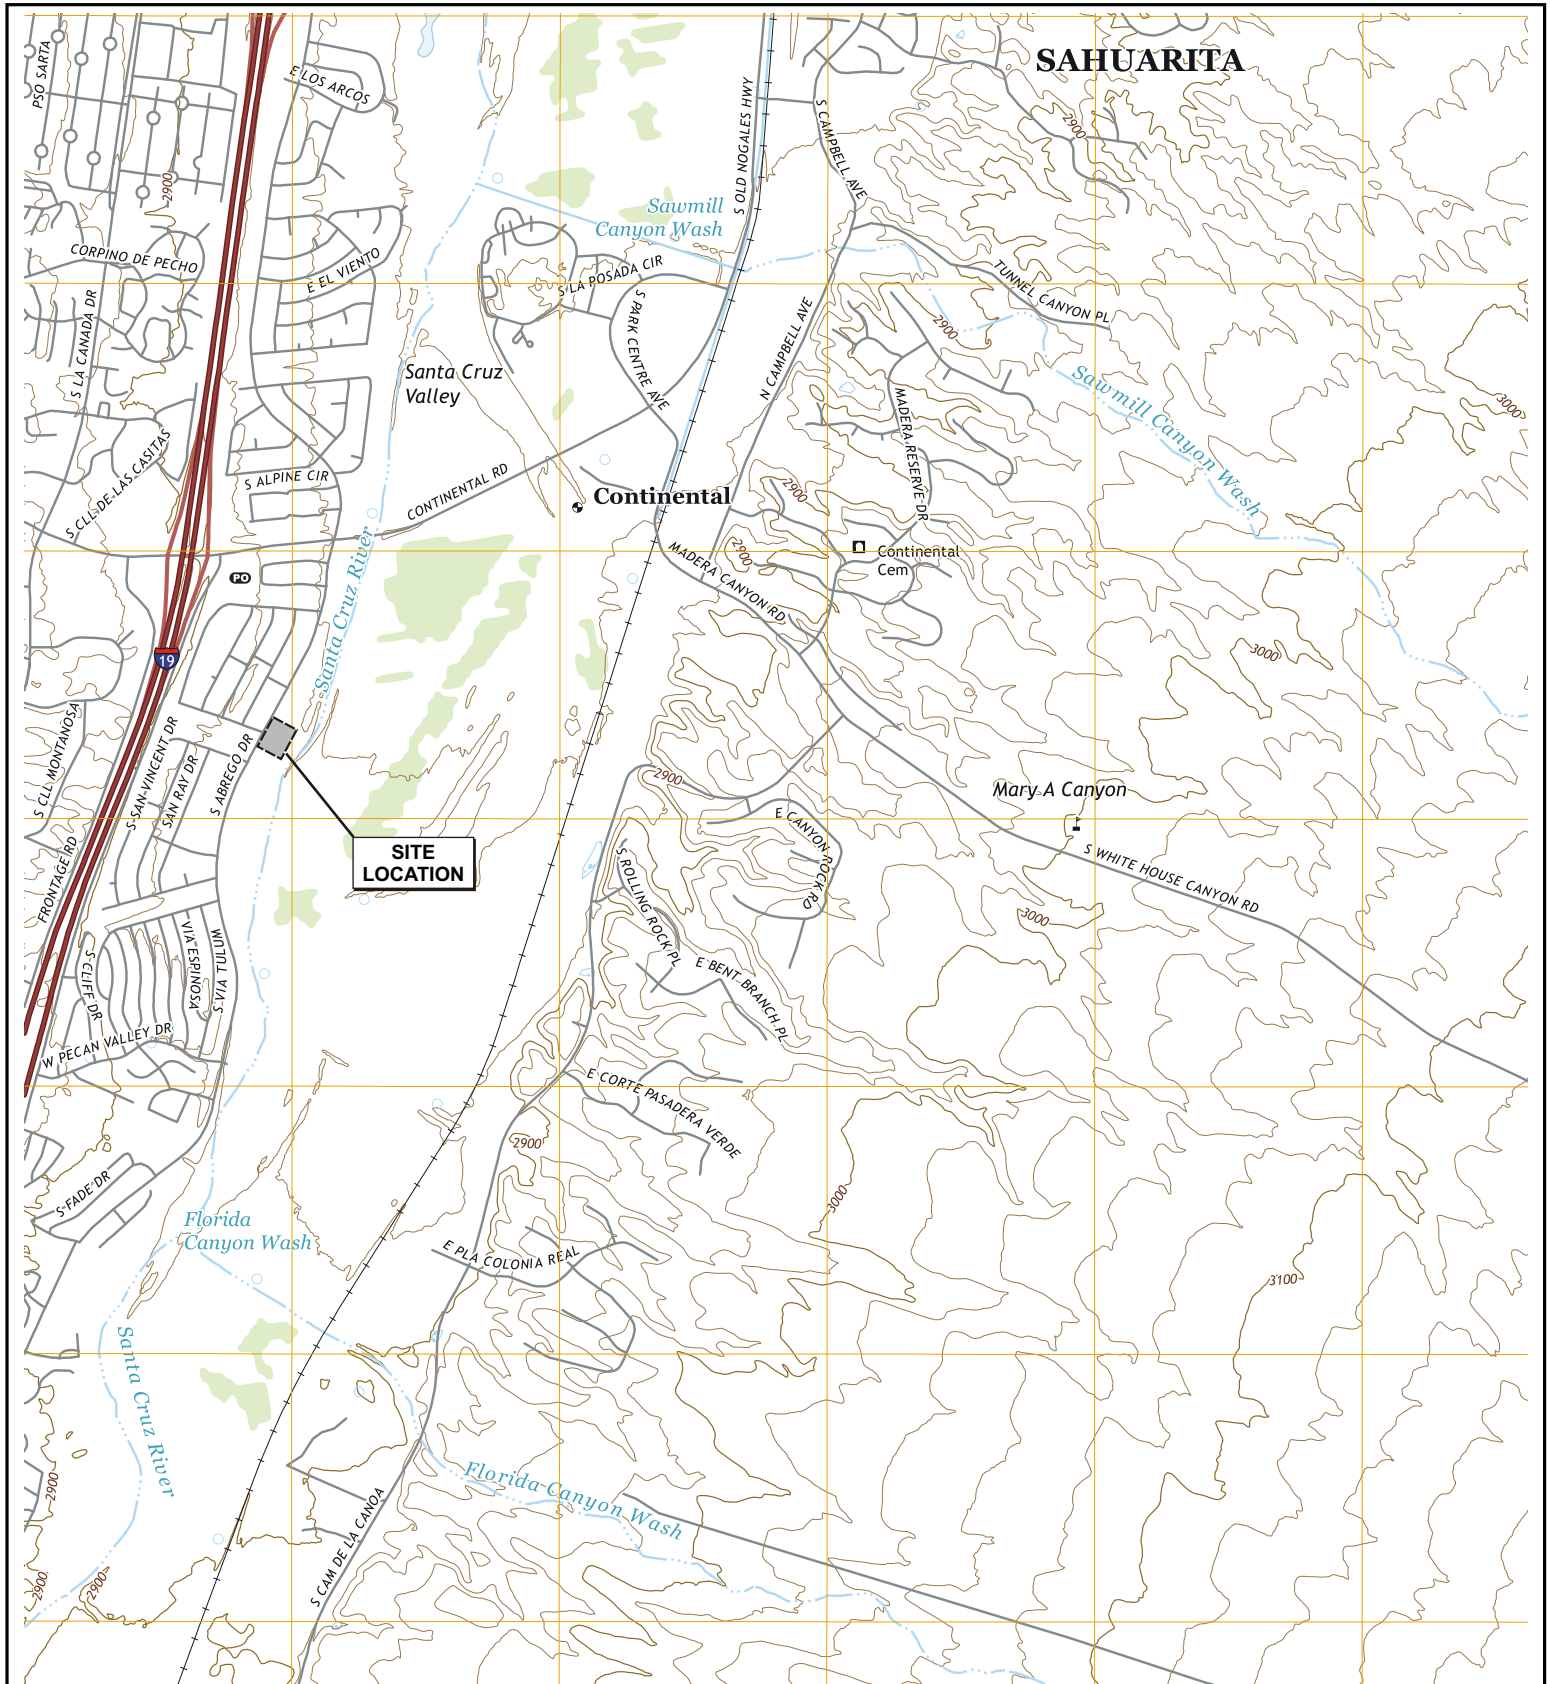 SAHUARITA
PSO SARTA
E LOS ARCOS
2900
S OLD NOGALES HWY
S CAMPBELL AVE
2900
Sawmill
Canyon Wash
CORPINO DE PECHO
E EL VIENTO
S LA POSADA CIR
TUNNEL CANYON PL
S LA CANADA DR
S PARK CENTRE AVE
N CAMPBELL AVE
2900
Santa Cruz
Valley
Sawmill Canyon Wash
3000
MADERA RESERVE DR
S CLL DE LAS CASITAS
S ALPINE CIR
CONTINENTAL RD
Continental
2900
2900
MADERA CANYON RD
Continental
Cem
PO
Santa Cruz River
19
3000
S CLL MONTANOSA
S SAN VINCENT DR
SAN RAY DR
S ABREGO DR
2900
Mary A Canyon
E CANYON ROCK RD
SITE
LOCATION
FRONTAGE RD
S ROLLING ROCK PL
S WHITE HOUSE CANYON RD
3000
S CLIFF DR
VIA ESPINOSA
S VIA TULUM
E BENT BRANCH PL
W PECAN VALLEY DR
E CORTE PASADERA VERDE
2900
S FADE DR
3000
Florida
Canyon Wash
E PLA COLONIA REAL
3100
Santa Cruz River
2900
Florida Canyon Wash
S CAM DE LA CANOA
2900
2900